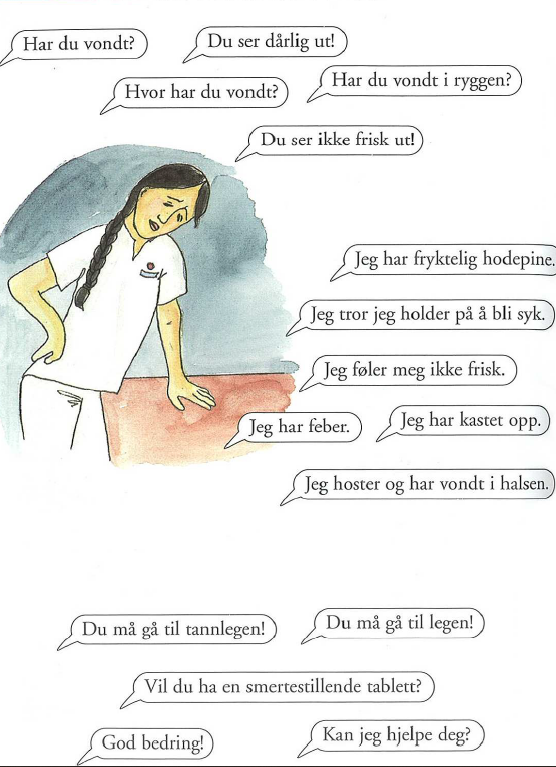 Har du vondt?
Du ser dårlig ut!
Hvor har du vondt?
Har du vondt i ryggen?
Du ser ikke frisk ut!
Jeg har fryktelig hodepine.
Jeg tror jeg holder på å bli syk.
Jeg føler meg ikke frisk.
Jeg har feber.
Jeg har kastet opp.
Jeg hoster og har vondt i halsen.
Du må gå til tannlegen!
Du må gå til legen!
Vil du ha en smertestillende tablett?
God bedring!
Kan jeg hjelpe deg?